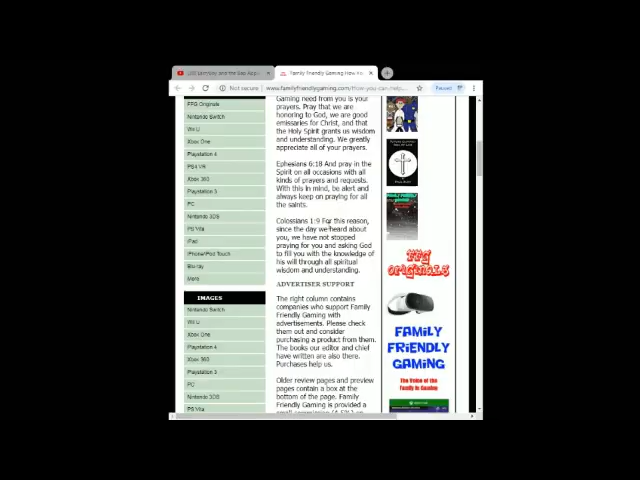 Family Friendly Gaming How
Not secure
www.familyfriendlygaming.com/How-you-can-help
Paused
FFG Originals
Nintendo Switch
Wii U
Xbox One
Playstation 4
PS4 VR
Xbox 360
Playstation 3
PC
Nintendo 3DS
PS Vita
iPad
iPhone/iPod Touch
Blu-ray
More
IMAGES
Nintendo Switch
Wii U
Xbox One
Playstation 4
Xbox 360
Playstation 3
PC
Nintendo 3DS
PS Vita
Gaming need from you is your
prayers. Pray that we are
honoring to God, we are good
emissaries for Christ, and that
the Holy Spirit grants us wisdom
and understanding. We greatly
appreciate all of your prayers.
Ephesians 6:18 And pray in the
Spirit on all occasions with all
kinds of prayers and requests.
With this in mind, be alert and
always keep on praying for all
the saints.
Colossians 1:9 For this reason,
since the day we heard about
you, we have not stopped
praying for you and asking God
to fill you with the knowledge of
his will through all spiritual
wisdom and understanding.
ADVERTISER SUPPORT
The right column contains
companies who support Family
Friendly Gaming with
advertisements. Please check
them out and consider
purchasing a product from them.
The books our editor and chief
have written are also there.
Purchases help us.
Older review pages and preview
pages contain a box at the
bottom of the page. Family
Friendly Gaming is provided a
FFG
ORIGINALS
FAMILY
FRIENDLY
GAMING
The Voice of the
Family in Gaming